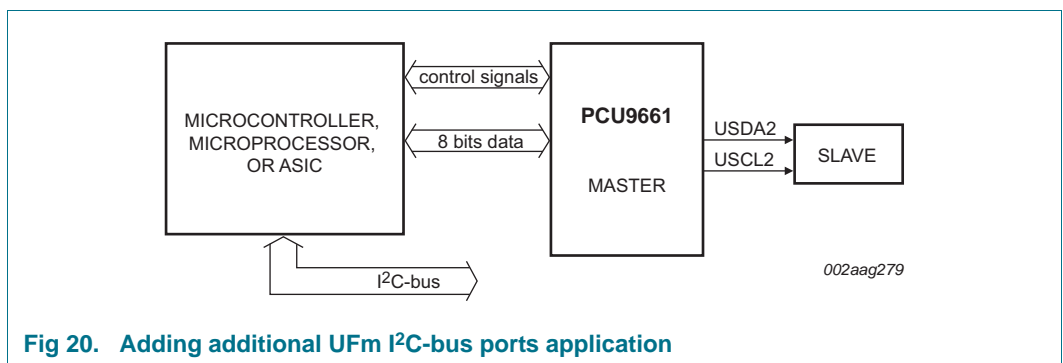 MICROCONTROLLER,
MICROPROCESSOR,
OR ASIC
control signals
8 bits data
PCU9661
MASTER
USDA2
USCL2
SLAVE
I²C-bus
002aag279
Fig 20. Adding additional UFm I²C-bus ports application